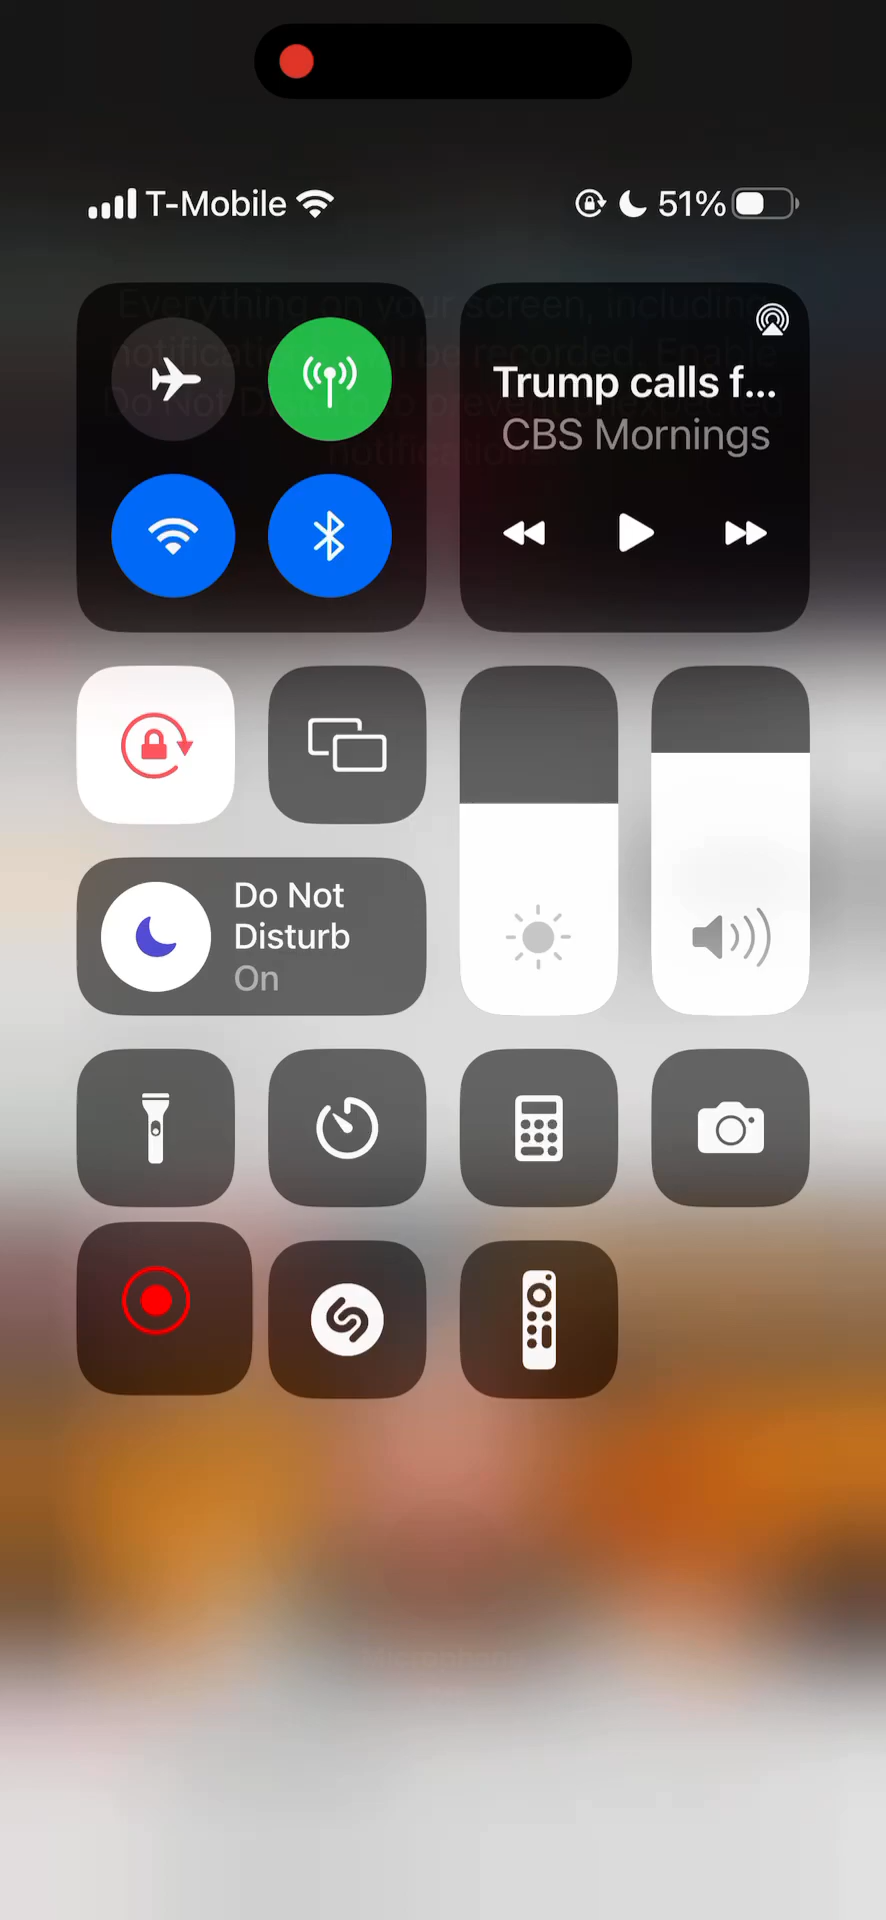 T-Mobile
51%
Everything on your screen, including
notifications, will be recorded. Enable
Do Not Disturb to prevent unexpected
notifications.
Trump calls f...
CBS Mornings
Do Not
Disturb
On